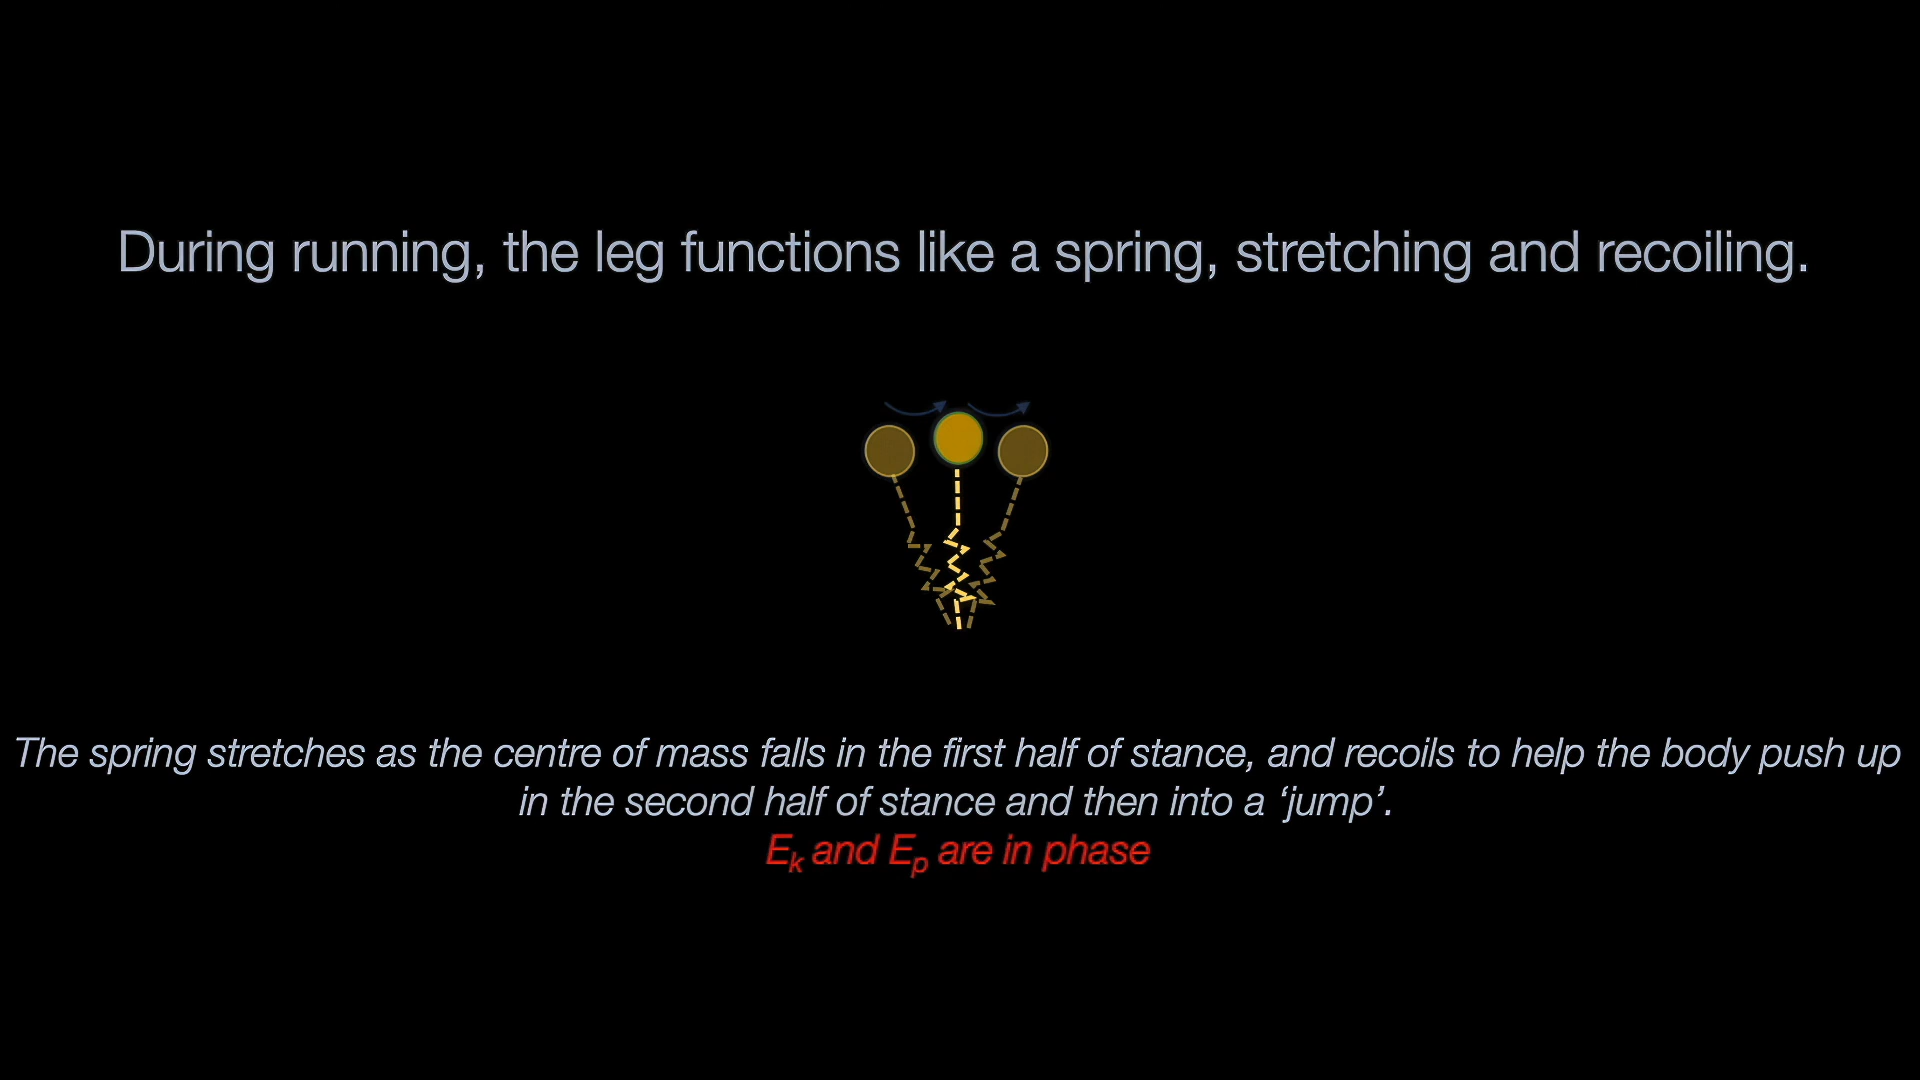 During running, the leg functions like a spring, stretching and recoiling.
The spring stretches as the centre of mass falls in the first half of stance, and recoils to help the body push up
in the second half of stance and then into a ‘jump’.
Ek and Ep are in phase